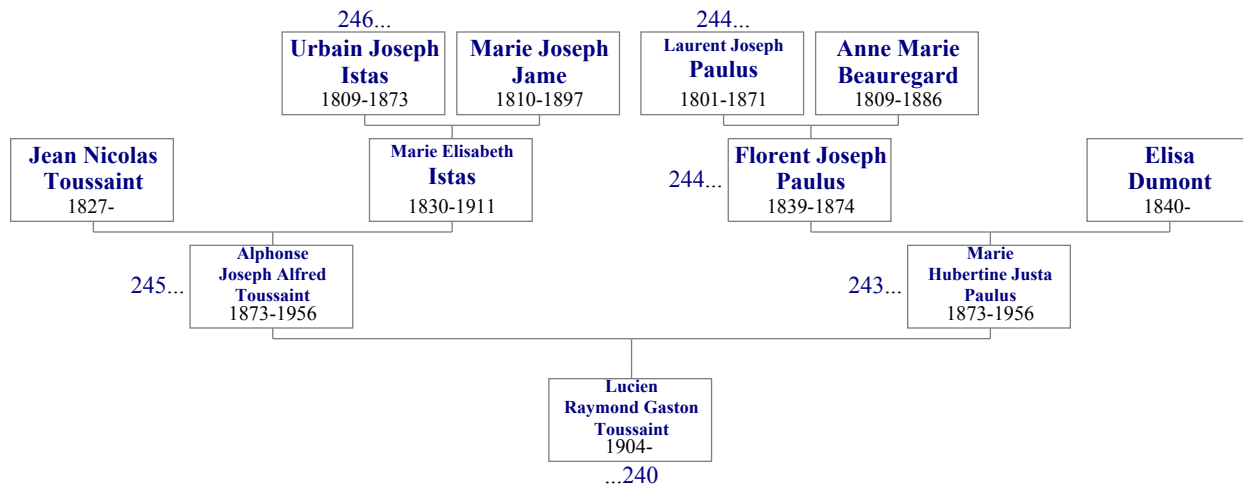 246...
244...
Urbain Joseph
Istas
1809-1873
Marie Joseph
Jame
1810-1897
Laurent Joseph
Paulus
1801-1871
Anne Marie
Beauregard
1809-1886
Jean Nicolas
Toussaint
1827-
Marie Elisabeth
Istas
1830-1911
244...
Florent Joseph
Paulus
1839-1874
Elisa
Dumont
1840-
245...
Alphonse
Joseph Alfred
Toussaint
1873-1956
243...
Marie
Hubertine Justa
Paulus
1873-1956
Lucien
Raymond Gaston
Toussaint
1904-
...240